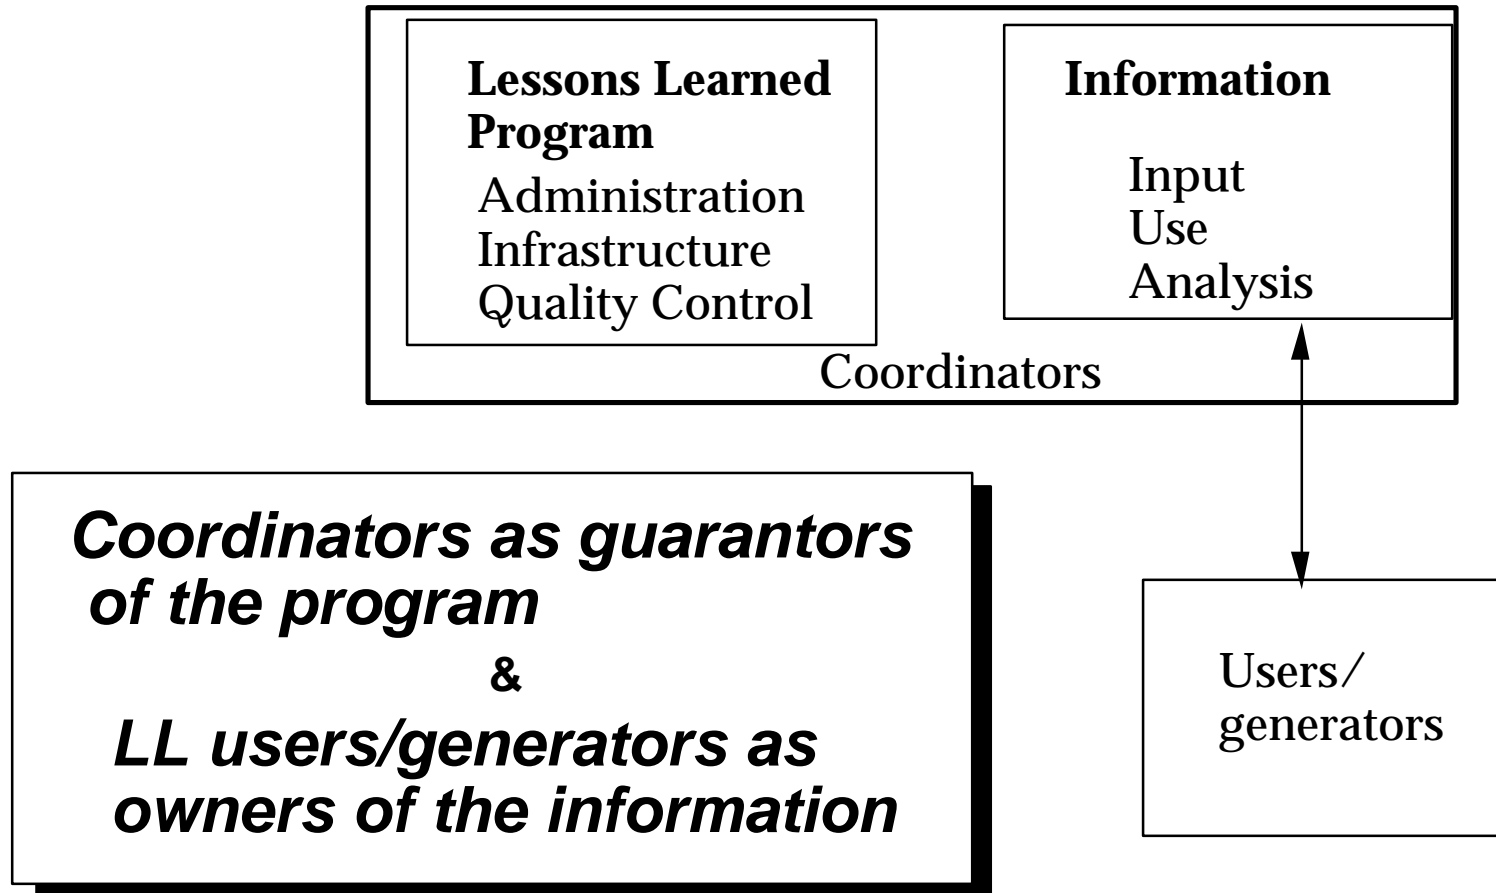 Lessons Learned
Program
Administration
Infrastructure
Quality Control
Information
Input
Use
Analysis
Coordinators
Coordinators as guarantors
of the program
&
LL users/generators as
owners of the information
Users/
generators